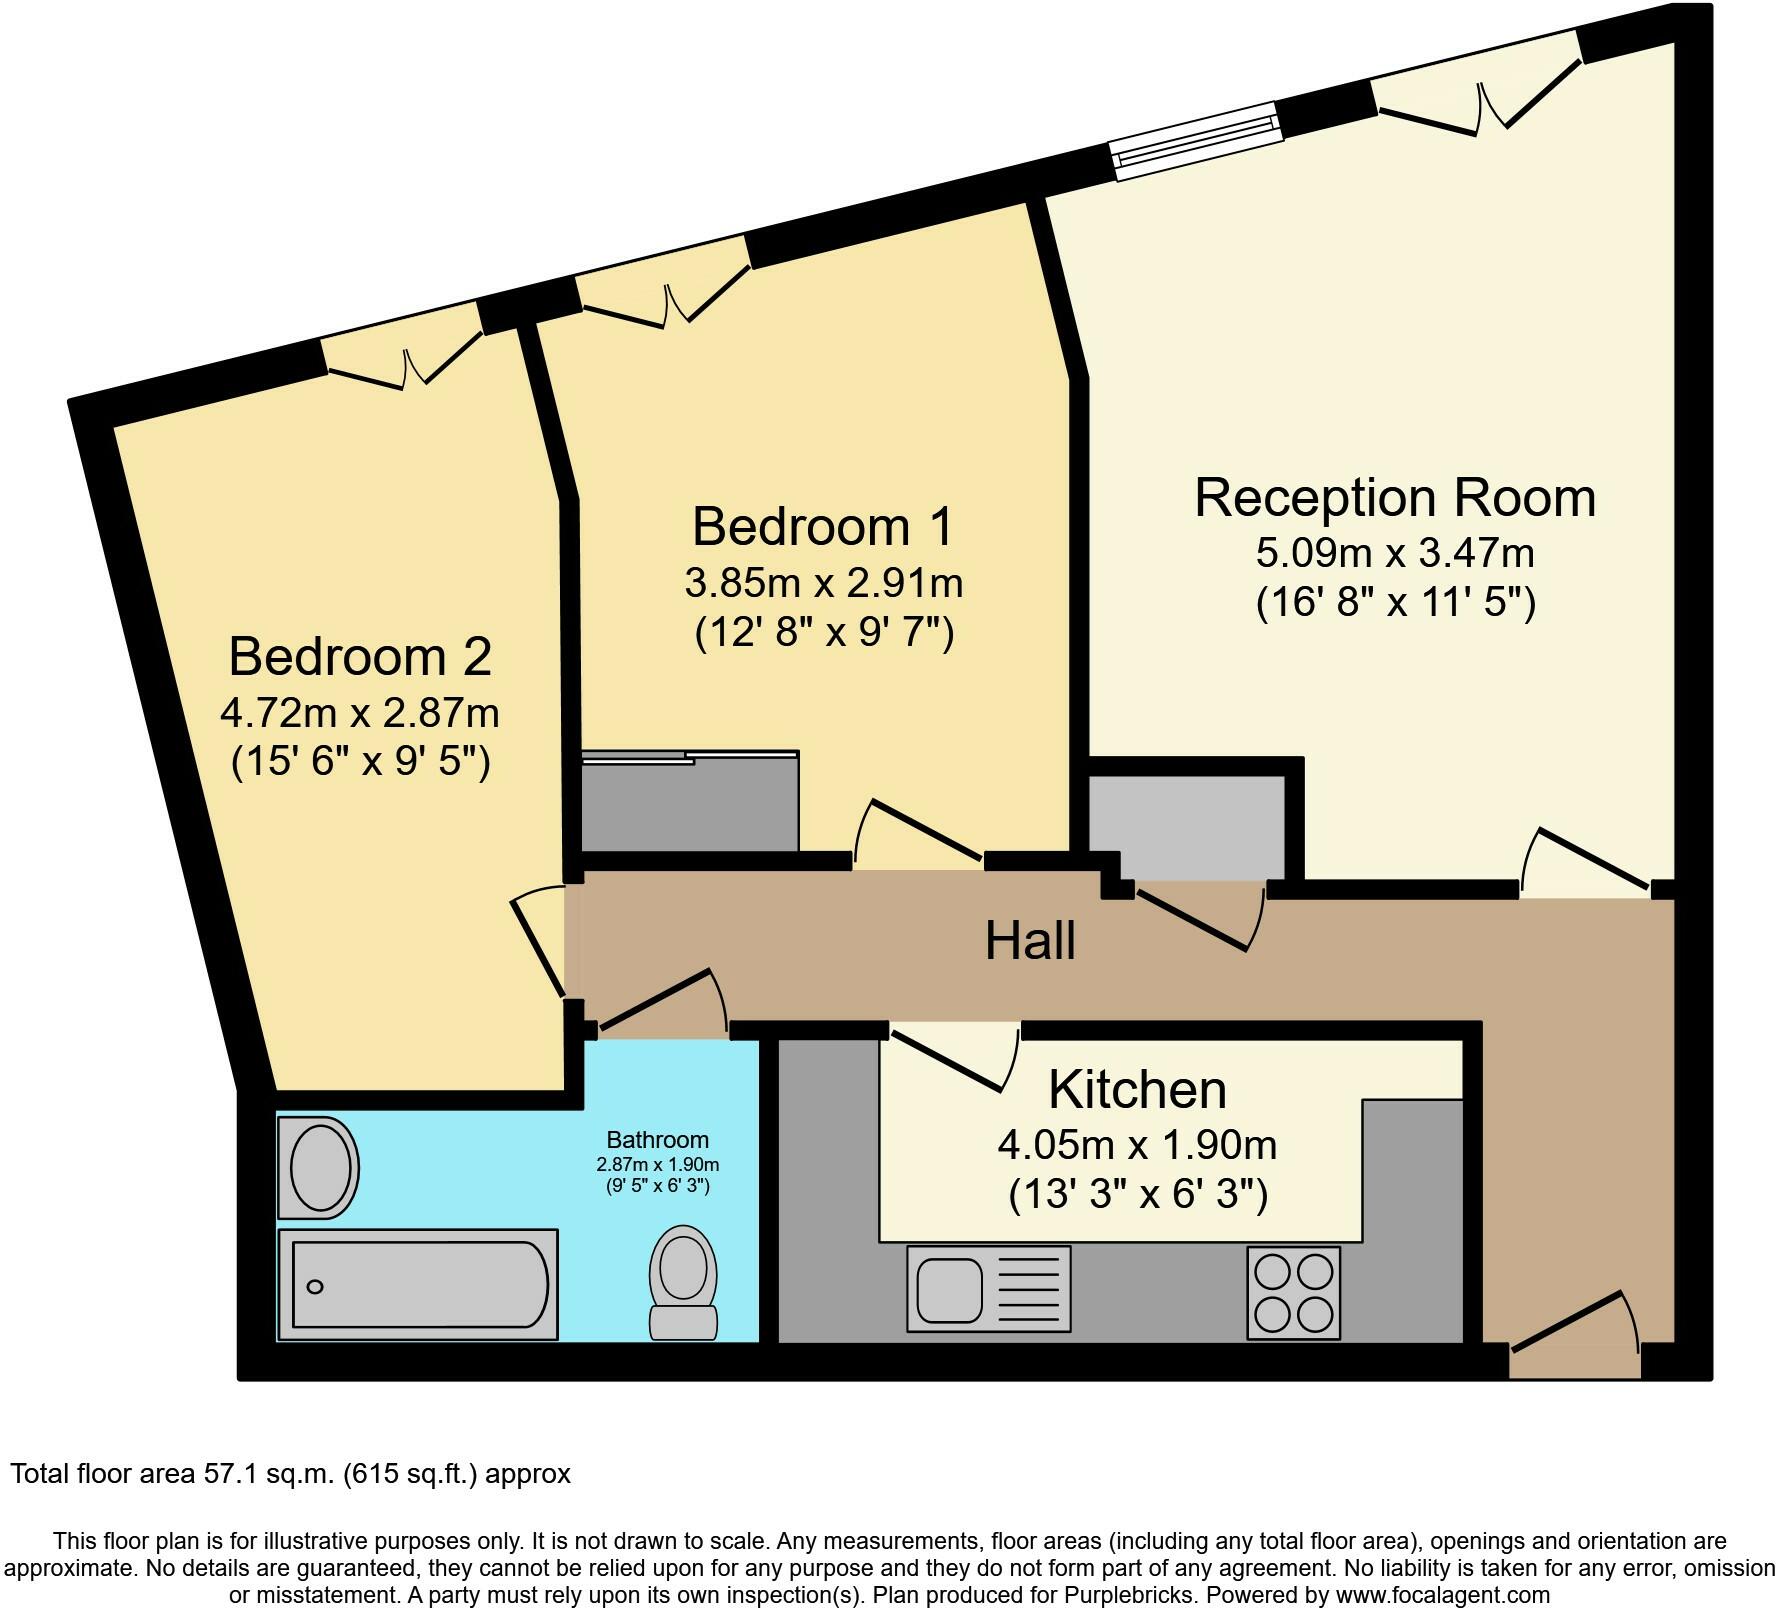 Reception Room
5.09m x 3.47m
(16' 8" x 11' 5")
Bedroom 1
3.85m x 2.91m
(12' 8" x 9' 7")
Bedroom 2
4.72m x 2.87m
(15' 6" x 9' 5")
Hall
Kitchen
4.05m x 1.90m
(13' 3" x 6' 3")
Bathroom
2.87m x 1.90m
(9' 5" x 6' 3")
Total floor area 57.1 sq.m. (615 sq.ft.) approx
This floor plan is for illustrative purposes only. It is not drawn to scale. Any measurements, floor areas (including any total floor area), openings and orientation are
approximate. No details are guaranteed, they cannot be relied upon for any purpose and they do not form part of any agreement. No liability is taken for any error, omission
or misstatement. A party must rely upon its own inspection(s). Plan produced for Purplebricks. Powered by www.focalagent.com